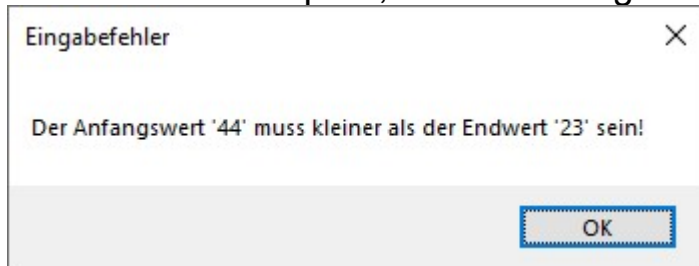 Eingabefehler
Der Anfangswert '44' muss kleiner als der Endwert '23' sein!
OK